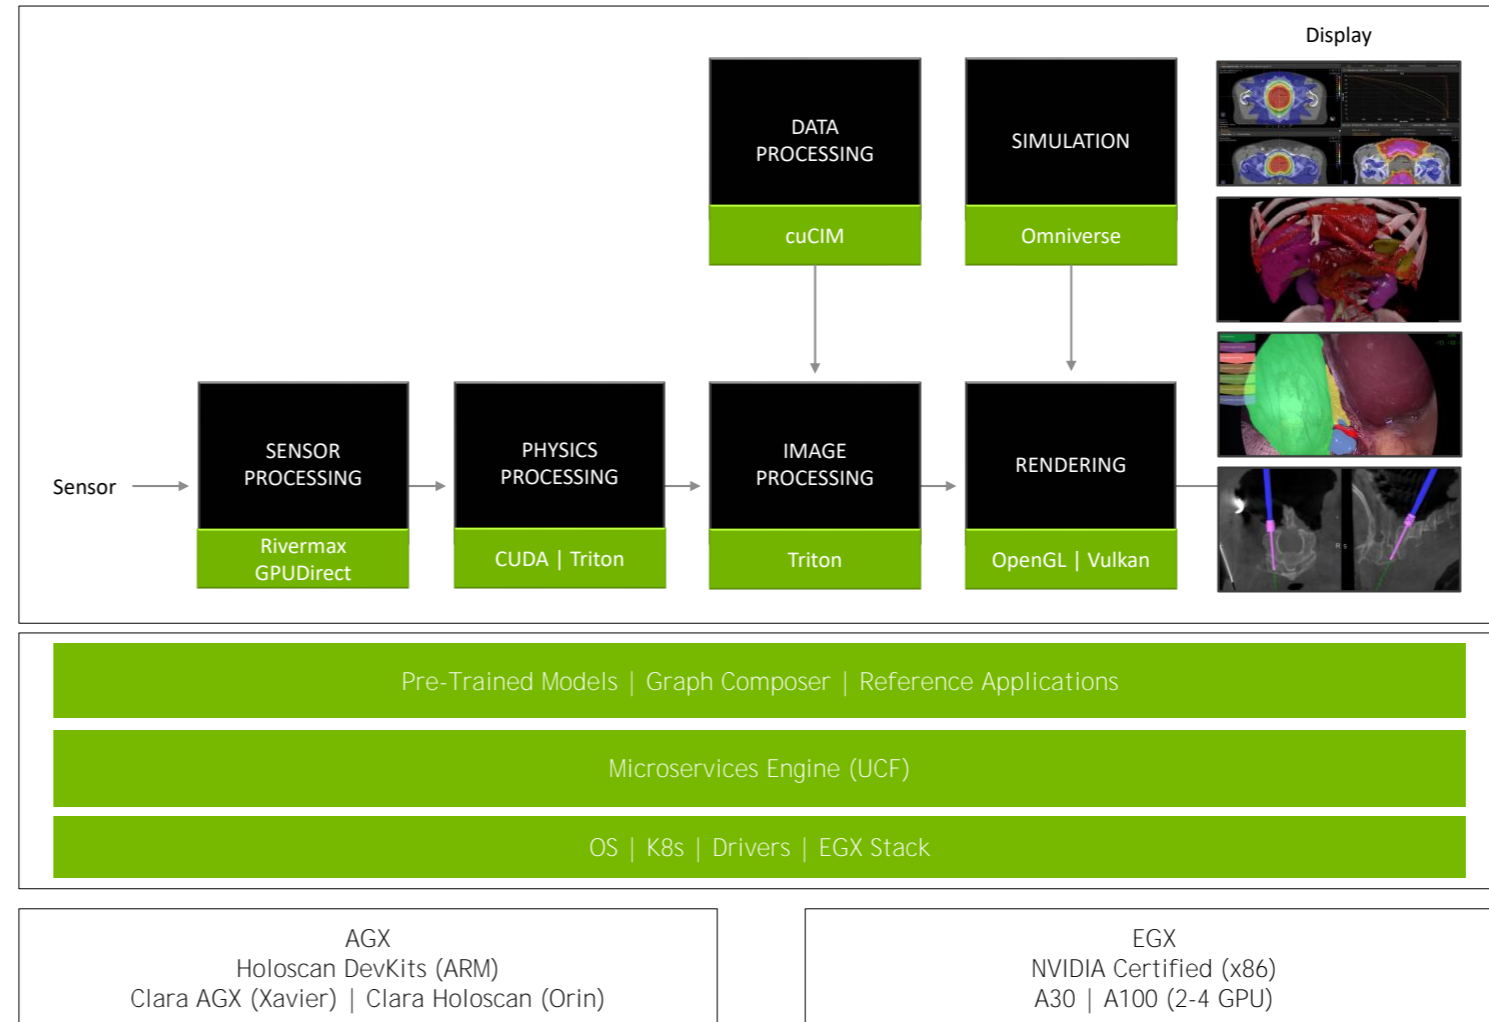 Display
DATA
PROCESSING
cuCIM
SIMULATION
Omniverse
Sensor
SENSOR
PROCESSING
Rivermax
GPUDirect
PHYSICS
PROCESSING
CUDA | Triton
IMAGE
PROCESSING
Triton
RENDERING
OpenGL | Vulkan
Pre-Trained Models | Graph Composer | Reference Applications
Microservices Engine (UCF)
OS | K8s | Drivers | EGX Stack
AGX
Holoscan DevKits (ARM)
Clara AGX (Xavier) | Clara Holoscan (Orin)
EGX
NVIDIA Certified (x86)
A30 | A100 (2-4 GPU)